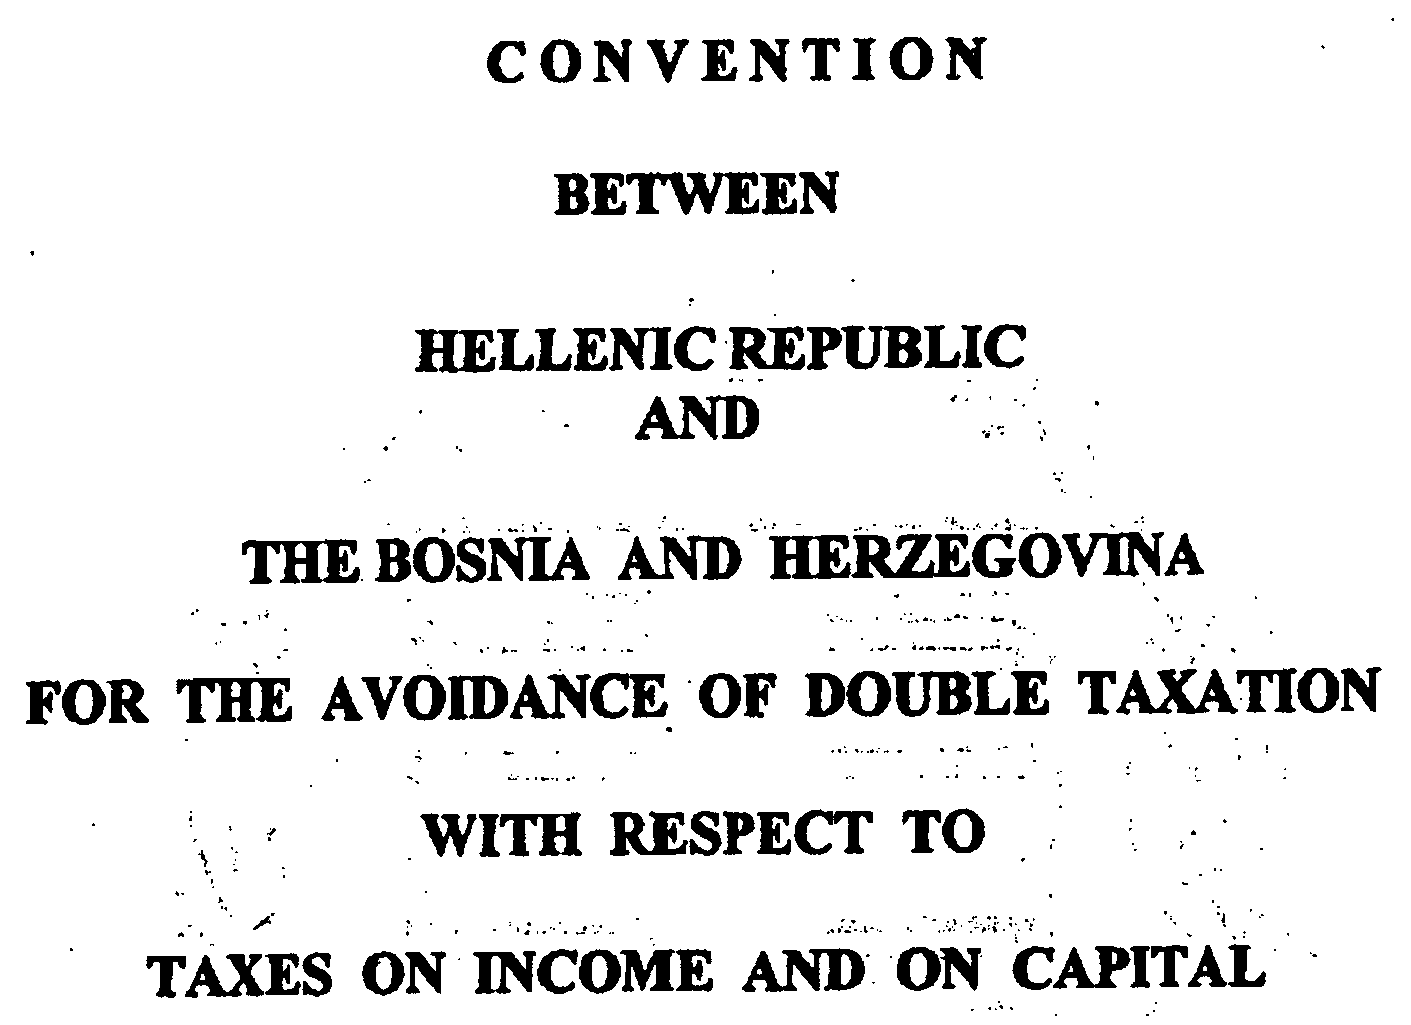 CONVENTION
BETWEEN
HELLENIC REPUBLIC
AND
THE BOSNIA AND HERZEGOVINA
FOR THE AVOIDANCE OF DOUBLE TAXATION
WITH RESPECT TO
TAXES ON INCOME AND ON CAPITAL